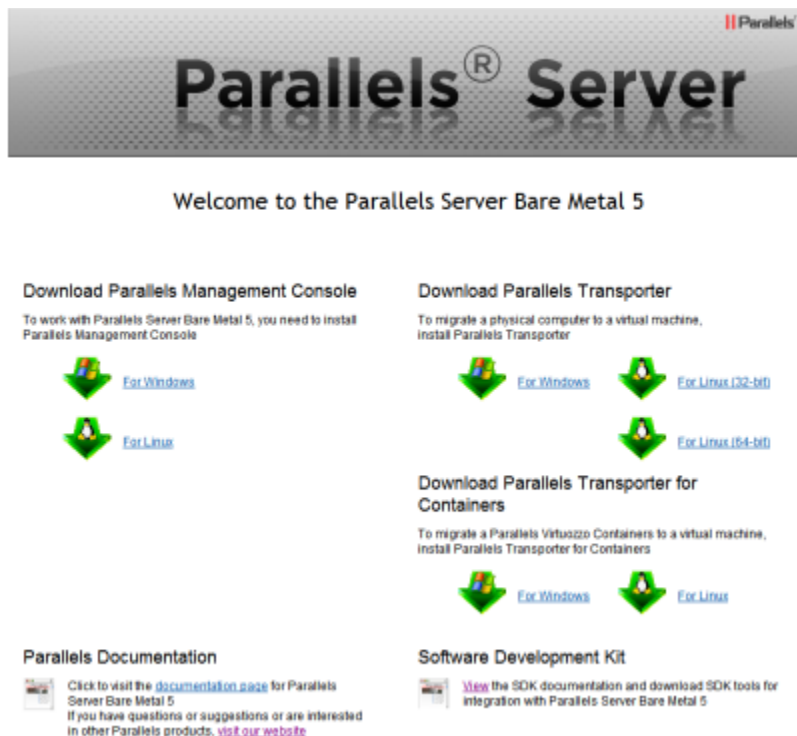 Parallels
Parallels® Server
Welcome to the Parallels Server Bare Metal 5
Download Parallels Management Console
To work with Parallels Server Bare Metal 5, you need to install
Parallels Management Console
For Windows
For Linux
Download Parallels Transporter
To migrate a physical computer to a virtual machine,
install Parallels Transporter
For Windows
For Linux (32-bit)
For Linux (64-bit)
Download Parallels Transporter for
Containers
To migrate a Parallels Virtuozzo Containers to a virtual machine,
install Parallels Transporter for Containers
For Windows
For Linux
Parallels Documentation
Click to visit the documentation page for Parallels
Server Bare Metal 5
If you have questions or suggestions or are interested
in other Parallels products, visit our website
Software Development Kit
View the SDK documentation and download SDK tools for
integration with Parallels Server Bare Metal 5